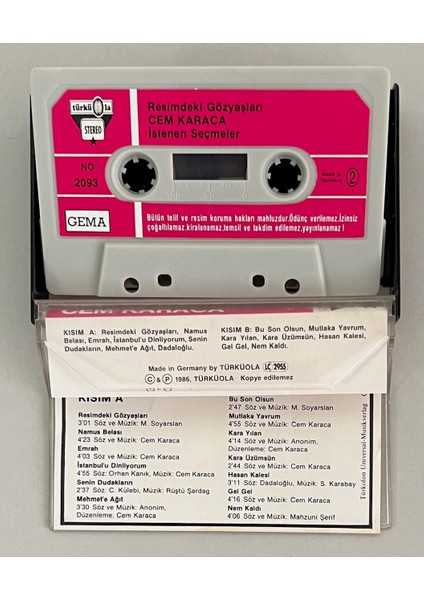 türküola
STEREO
Resimdeki Gözyaşları
CEM KARACA
İstenen Seçmeler
NO
2093
Made in
Germany
2
GEMA
Bütün telif ve resim koruma hakları mahfuzdur. Ödünç verilemez. İzinsiz
çoğaltılamaz, kiralanamaz, temsil ve takdim edilemez, yayınlanamaz !
CEM KARACA
KISIM A: Resimdeki Gözyaşları, Namus
Belası, Emrah, İstanbul'u Dinliyorum, Senin
Dudakların, Mehmet'e Ağıt, Dadaloğlu.
KISIM B: Bu Son Olsun, Mutlaka Yavrum,
Kara Yılan, Kara Üzümsün, Hasan Kalesi,
Gel Gel, Nem Kaldı.
Made in Germany by TÜRKÜOLA LC 2955
C & P 1986, TÜRKÜOLA · Kopye edilemez
KISIM A
Resimdeki Gözyaşları
3'01 Söz ve Müzik: M. Soyarslan
Namus Belası
4'23 Söz ve Müzik: Cem Karaca
Emrah
4'03 Söz ve Müzik: Cem Karaca
İstanbul'u Dinliyorum
4'55 Söz: Orhan Kanık, Müzik: Cem Karaca
Senin Dudakların
2'37 Söz: C. Külebi, Müzik: Rüştü Şardag
Mehmet'e Ağıt
3'30 Söz ve Müzik: Anonim,
Düzenleme: Cem Karaca
Bu Son Olsun
2'47 Söz ve Müzik: M. Soyarslan
Mutlaka Yavrum
4'55 Söz ve Müzik: Cem Karaca
Kara Yılan
4'14 Söz ve Müzik: Anonim,
Düzenleme: Cem Karaca
Kara Üzümsün
2'44 Söz ve Müzik: Cem Karaca
Hasan Kalesi
3'11 Söz: Dadaloğlu, Müzik: S. Karabay
Gel Gel
4'16 Söz ve Müzik: Cem Karaca
Nem Kaldı
4'06 Söz ve Müzik: Mahzuni Şerif
Türkofon Universal-Musikverlag.